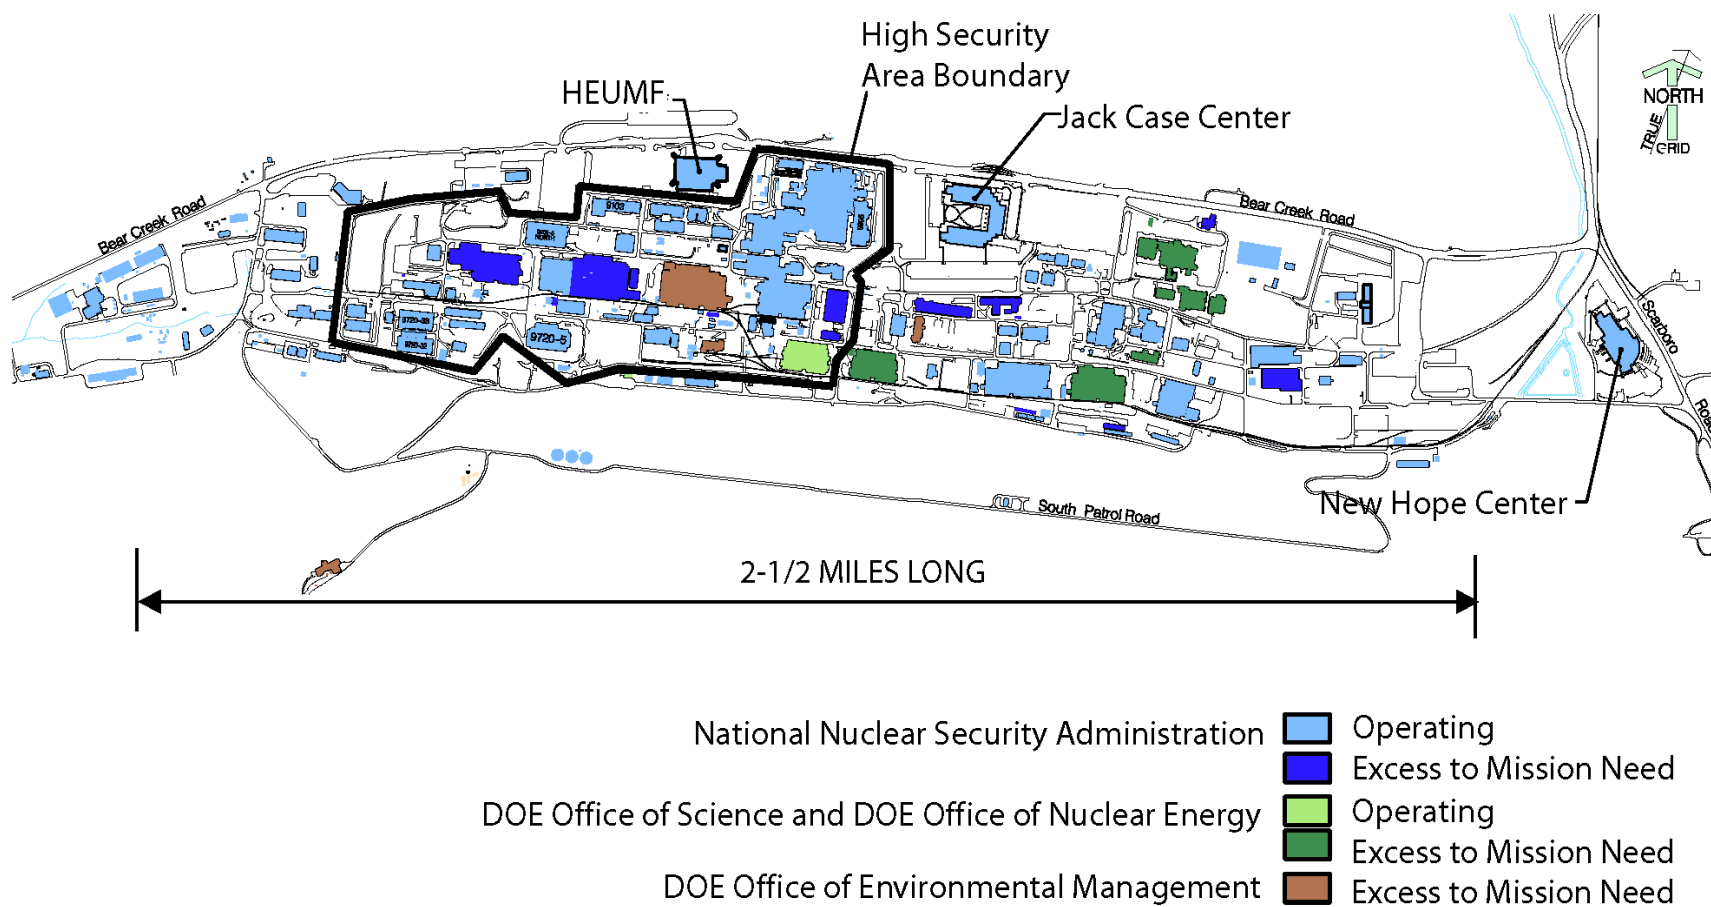 High Security
Area Boundary
HEUMF
Jack Case Center
NORTH
TRUE
GRID
Bear Creek Road
Bear Creek Road
9103
NORTH
9720-5
Scarboro
Road
New Hope Center
South Patrol Road
2-1/2 MILES LONG
National Nuclear Security Administration
Operating
Excess to Mission Need
DOE Office of Science and DOE Office of Nuclear Energy
Operating
Excess to Mission Need
DOE Office of Environmental Management
Excess to Mission Need